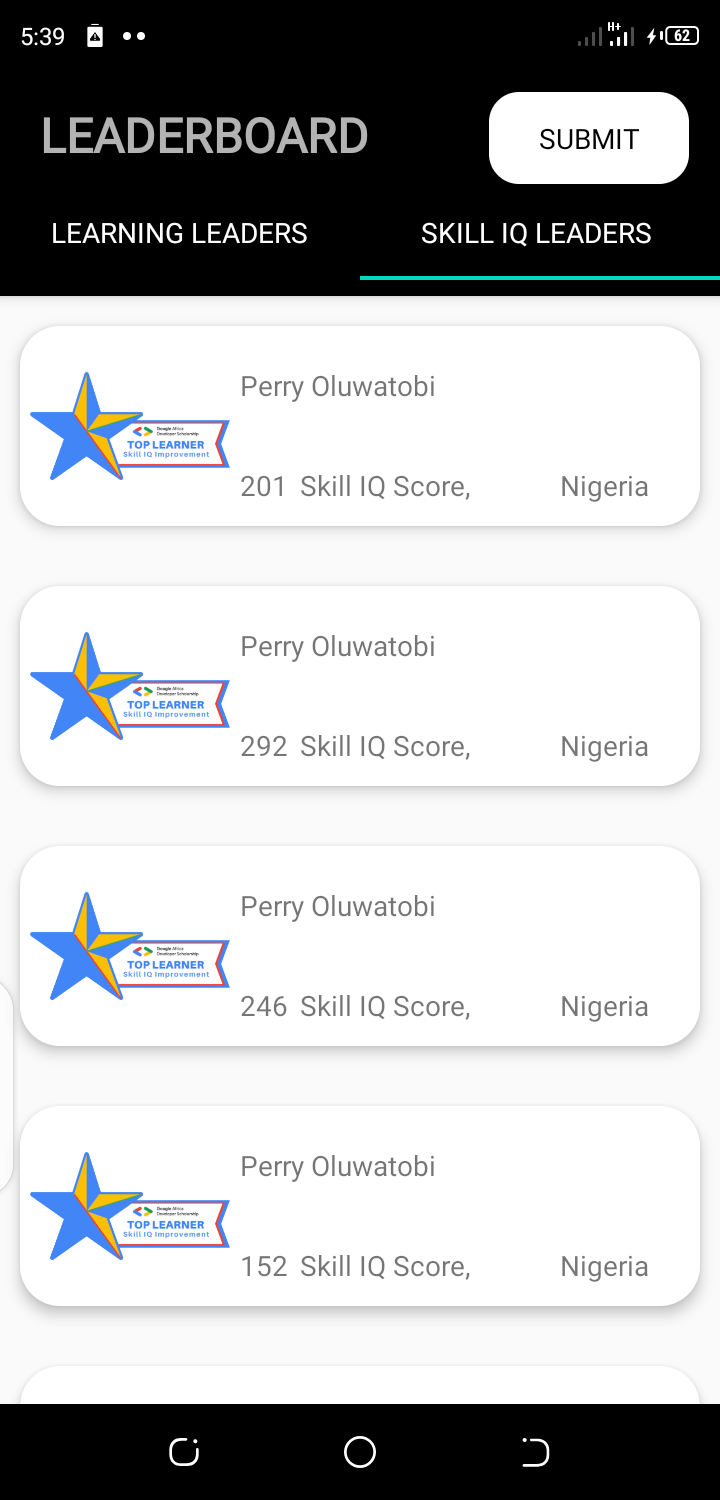 5:39 H+ 62
LEADERBOARD SUBMIT
LEARNING LEADERS SKILL IQ LEADERS
Perry Oluwatobi
Google Africa
Developer Scholarship
TOP LEARNER
Skill IQ Improvement
201 Skill IQ Score, Nigeria
Perry Oluwatobi
Google Africa
Developer Scholarship
TOP LEARNER
Skill IQ Improvement
292 Skill IQ Score, Nigeria
Perry Oluwatobi
Google Africa
Developer Scholarship
TOP LEARNER
Skill IQ Improvement
246 Skill IQ Score, Nigeria
Perry Oluwatobi
Google Africa
Developer Scholarship
TOP LEARNER
Skill IQ Improvement
152 Skill IQ Score, Nigeria